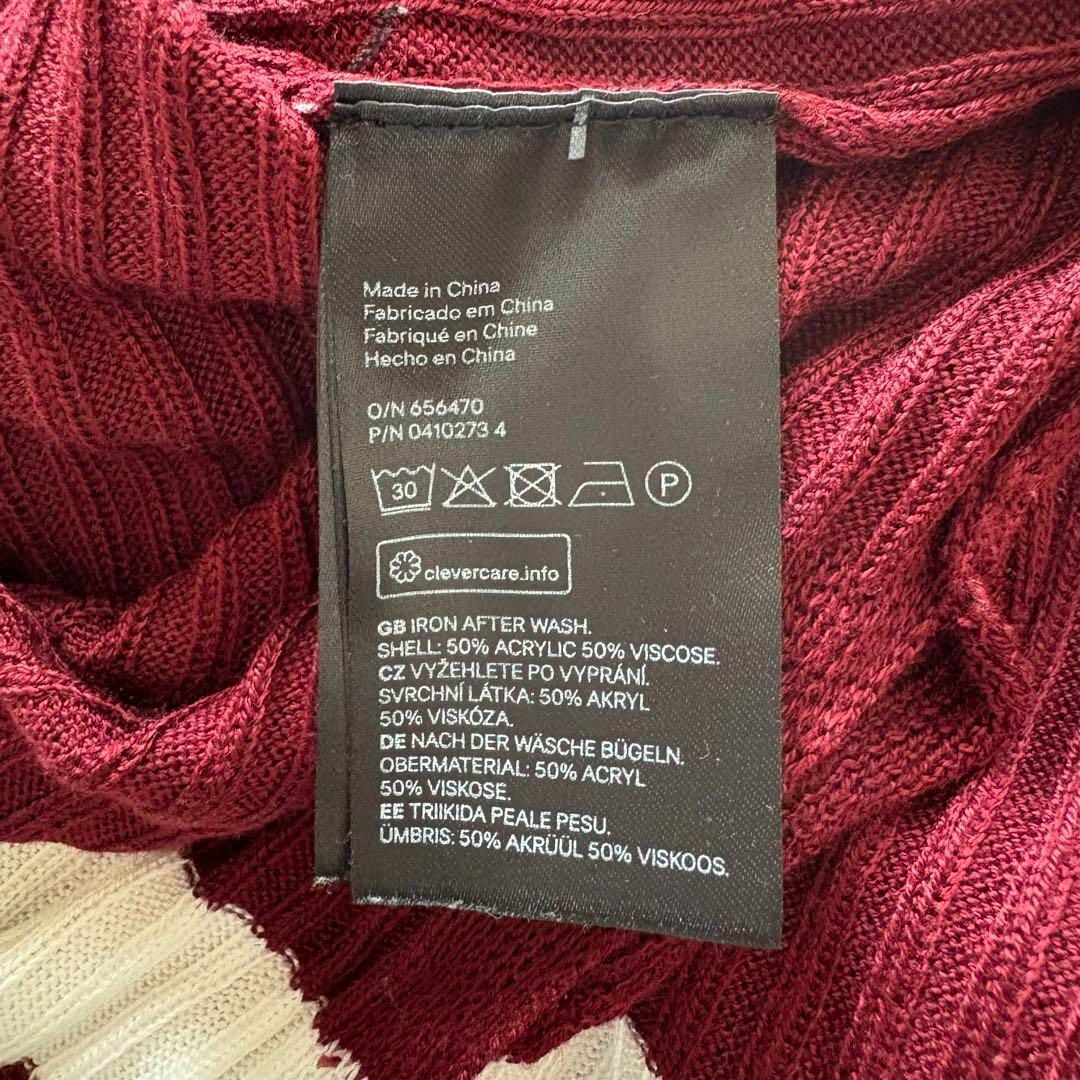 Made in China
Fabricado em China
Fabriqué en Chine
Hecho en China
O/N 656470
P/N 0410273 4
30 P
clevercare.info
GB IRON AFTER WASH.
SHELL: 50% ACRYLIC 50% VISCOSE.
CZ VYŽEHLETE PO VYPRÁNÍ.
SVRCHNÍ LÁTKA: 50% AKRYL
50% VISKÓZA.
DE NACH DER WÄSCHE BÜGELN.
OBERMATERIAL: 50% ACRYL
50% VISKOSE.
EE TRIIKIDA PEALE PESU.
ÜMBRIS: 50% AKRÜÜL 50% VISKOOS.